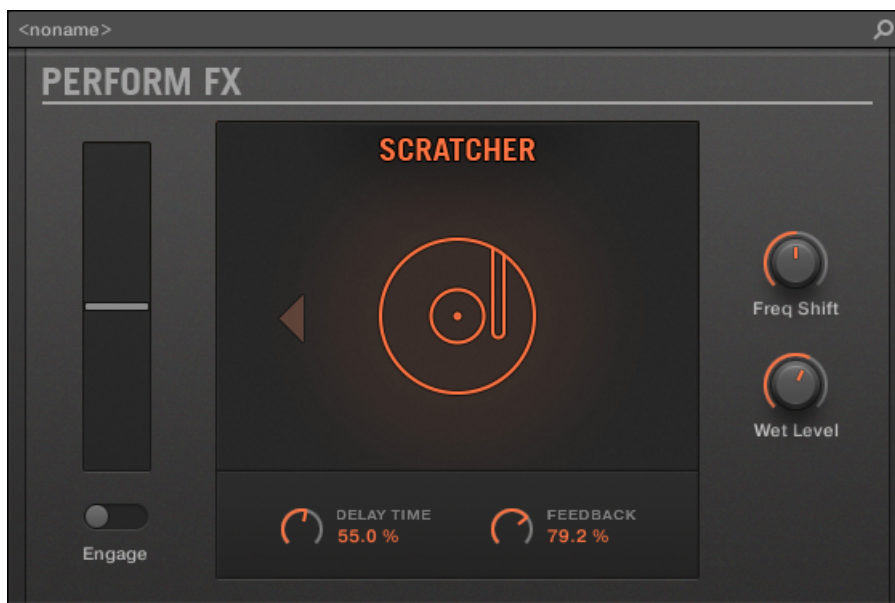 <noname>
PERFORM FX
SCRATCHER
Freq Shift
Wet Level
DELAY TIME
55.0 %
FEEDBACK
79.2 %
Engage